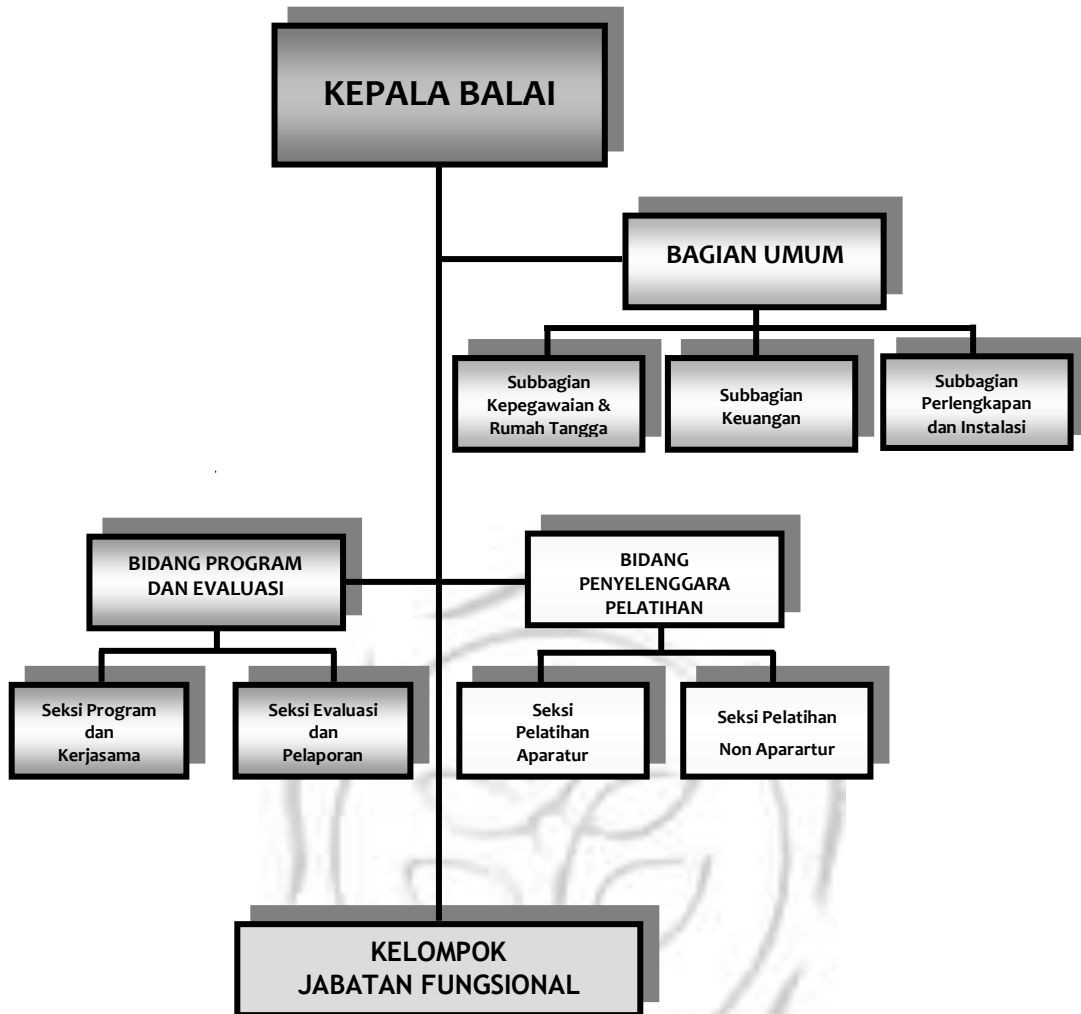 KEPALA BALAI
BAGIAN UMUM
Subbagian
Kepegawaian &
Rumah Tangga
Subbagian
Keuangan
Subbagian
Perlengkapan
dan Instalasi
BIDANG PROGRAM
DAN EVALUASI
BIDANG
PENYELENGGARA
PELATIHAN
Seksi Program
dan
Kerjasama
Seksi Evaluasi
dan
Pelaporan
Seksi
Pelatihan
Aparatur
Seksi Pelatihan
Non Aparartur
KELOMPOK
JABATAN FUNGSIONAL